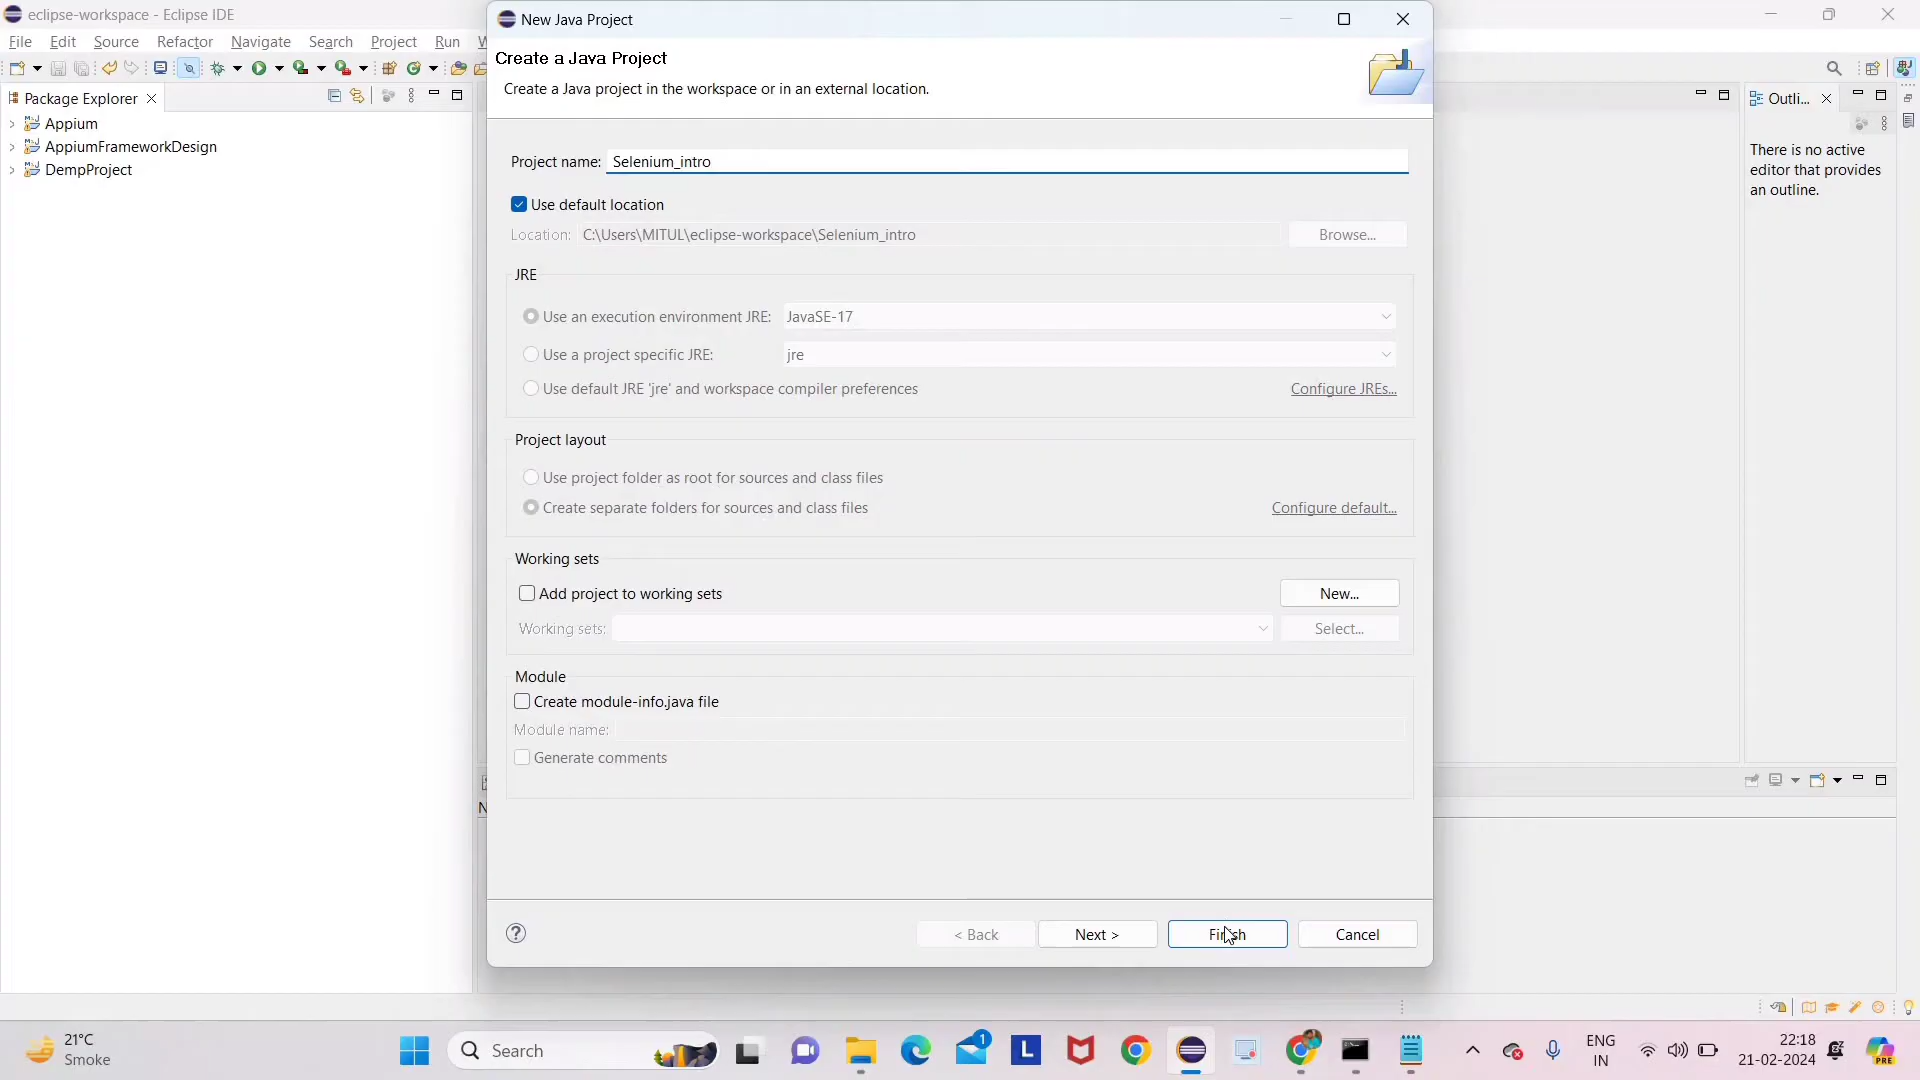 eclipse-workspace - Eclipse IDE
New Java Project
File Edit Source Refactor Navigate Search Project Run W
Create a Java Project
Create a Java project in the workspace or in an external location.
Package Explorer
Appium
AppiumFrameworkDesign
DempProject
Project name: Selenium_intro
Use default location
Location: C:\Users\MITUL\eclipse-workspace\Selenium_intro Browse...
JRE
Use an execution environment JRE: JavaSE-17
Use a project specific JRE: jre
Use default JRE 'jre' and workspace compiler preferences Configure JREs...
Project layout
Use project folder as root for sources and class files
Create separate folders for sources and class files Configure default...
Working sets
Add project to working sets New...
Working sets: Select...
Module
Create module-info.java file
Module name:
Generate comments
< Back Next > Finish Cancel
Outli...
There is no active
editor that provides
an outline.
N
21°C
Smoke
Search
1
L
ENG
IN
22:18
21-02-2024
PRE